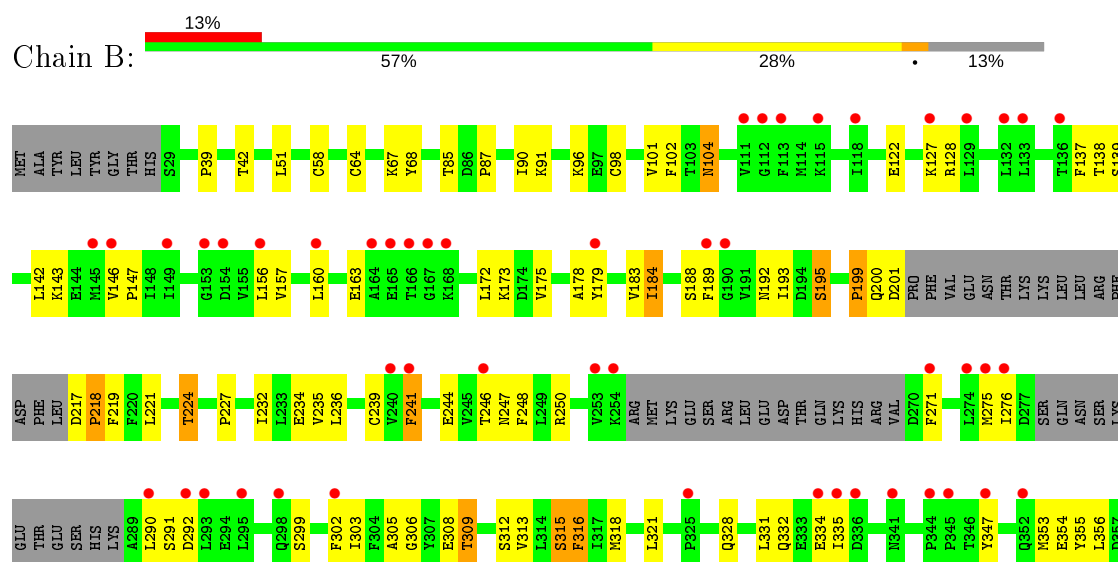 13%
Chain B:
57% 28% • 13%
MET ALA TYR TYR LEU GLY THR HIS S29 P39 T42 L51 C58 C64 K67 Y68 T85 D86 P87 I90 K91 K96 E97 C98 V101 F102 T103 N104 V111 G112 F113 M114 K115 I118 E122 K127 R128 L129 L132 L133 T136 F137 T138 S139
L142 K143 E144 M145 V146 P147 I148 I149 G153 D154 V155 L156 V157 L160 E163 A164 E165 T166 G167 K168 L172 K173 D174 V175 A178 Y179 V183 I184 S188 F189 G190 V191 N192 I193 D194 S195 P199 Q200 D201 PRO PHE VAL GLU ASN THR LYS LYS LEU LEU ARG PHE
ASP PHE LEU D217 P218 F219 F220 L221 T224 P227 I232 L233 E234 V235 L236 C239 V240 F241 E244 V245 T246 N247 F248 L249 R250 V253 K254 ARG MET LYS GLU SER ARG LEU GLU ASP THR GLN LYS HIS ARG VAL D270 F271 L274 M275 I276 D277 SER GLN ASN SER LYS
GLU THR GLU SER HIS LYS A289 L290 S291 D292 L293 E294 L295 Q298 S299 F302 I303 F304 A305 G306 Y307 E308 T309 S312 V313 L314 S315 F316 I317 M318 L321 P325 Q328 L331 Q332 E333 E334 I335 D336 N341 P344 P345 T346 Y347 Q352 M353 E354 Y355 L356 D357